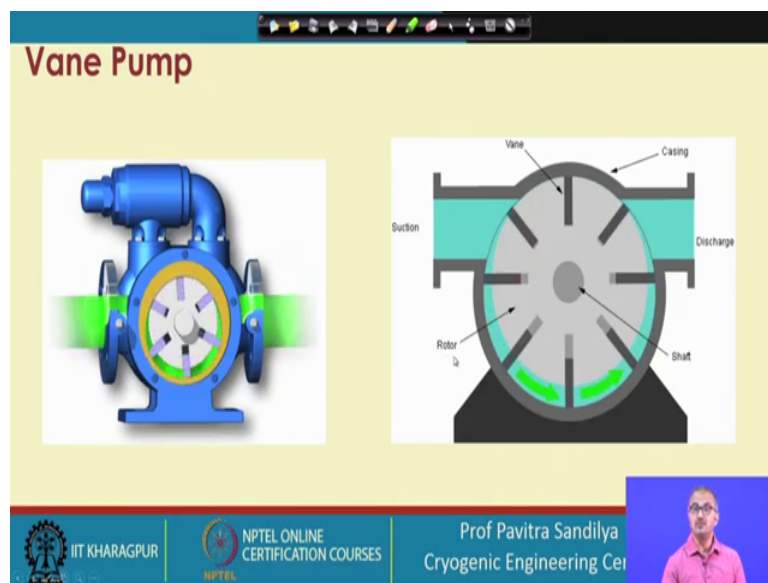 Vane Pump
Vane
Casing
Suction
Discharge
Rotor
Shaft
IIT KHARAGPUR
NPTEL
NPTEL ONLINE
CERTIFICATION COURSES
Prof Pavitra Sandilya
Cryogenic Engineering Cer